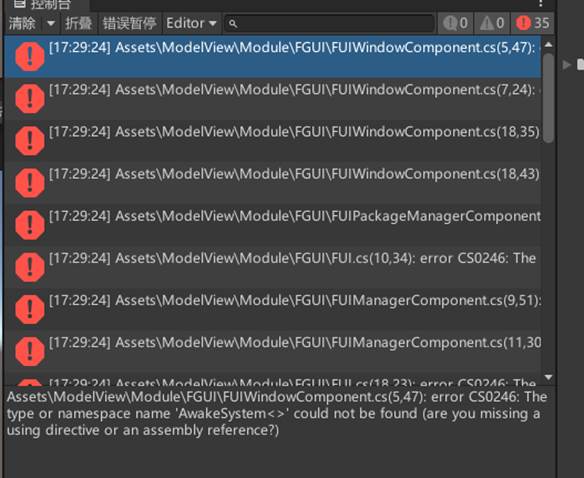 控制台
清除 折叠 错误暂停 Editor 0 0 35
[17:29:24] Assets\ModelView\Module\FGUI\FUIWindowComponent.cs(5,47):
[17:29:24] Assets\ModelView\Module\FGUI\FUIWindowComponent.cs(7,24):
[17:29:24] Assets\ModelView\Module\FGUI\FUIWindowComponent.cs(18,35)
[17:29:24] Assets\ModelView\Module\FGUI\FUIWindowComponent.cs(18,43)
[17:29:24] Assets\ModelView\Module\FGUI\FUIPackageManagerComponent
[17:29:24] Assets\ModelView\Module\FGUI\FUI.cs(10,34): error CS0246: The
[17:29:24] Assets\ModelView\Module\FGUI\FUIManagerComponent.cs(9,51):
[17:29:24] Assets\ModelView\Module\FGUI\FUIManagerComponent.cs(11,30
[17:29:24] Assets\ModelView\Module\FGUI\FUI.cs(18,23): error CS0246: The
Assets\ModelView\Module\FGUI\FUIWindowComponent.cs(5,47): error CS0246: The
type or namespace name 'AwakeSystem<>' could not be found (are you missing a
using directive or an assembly reference?)